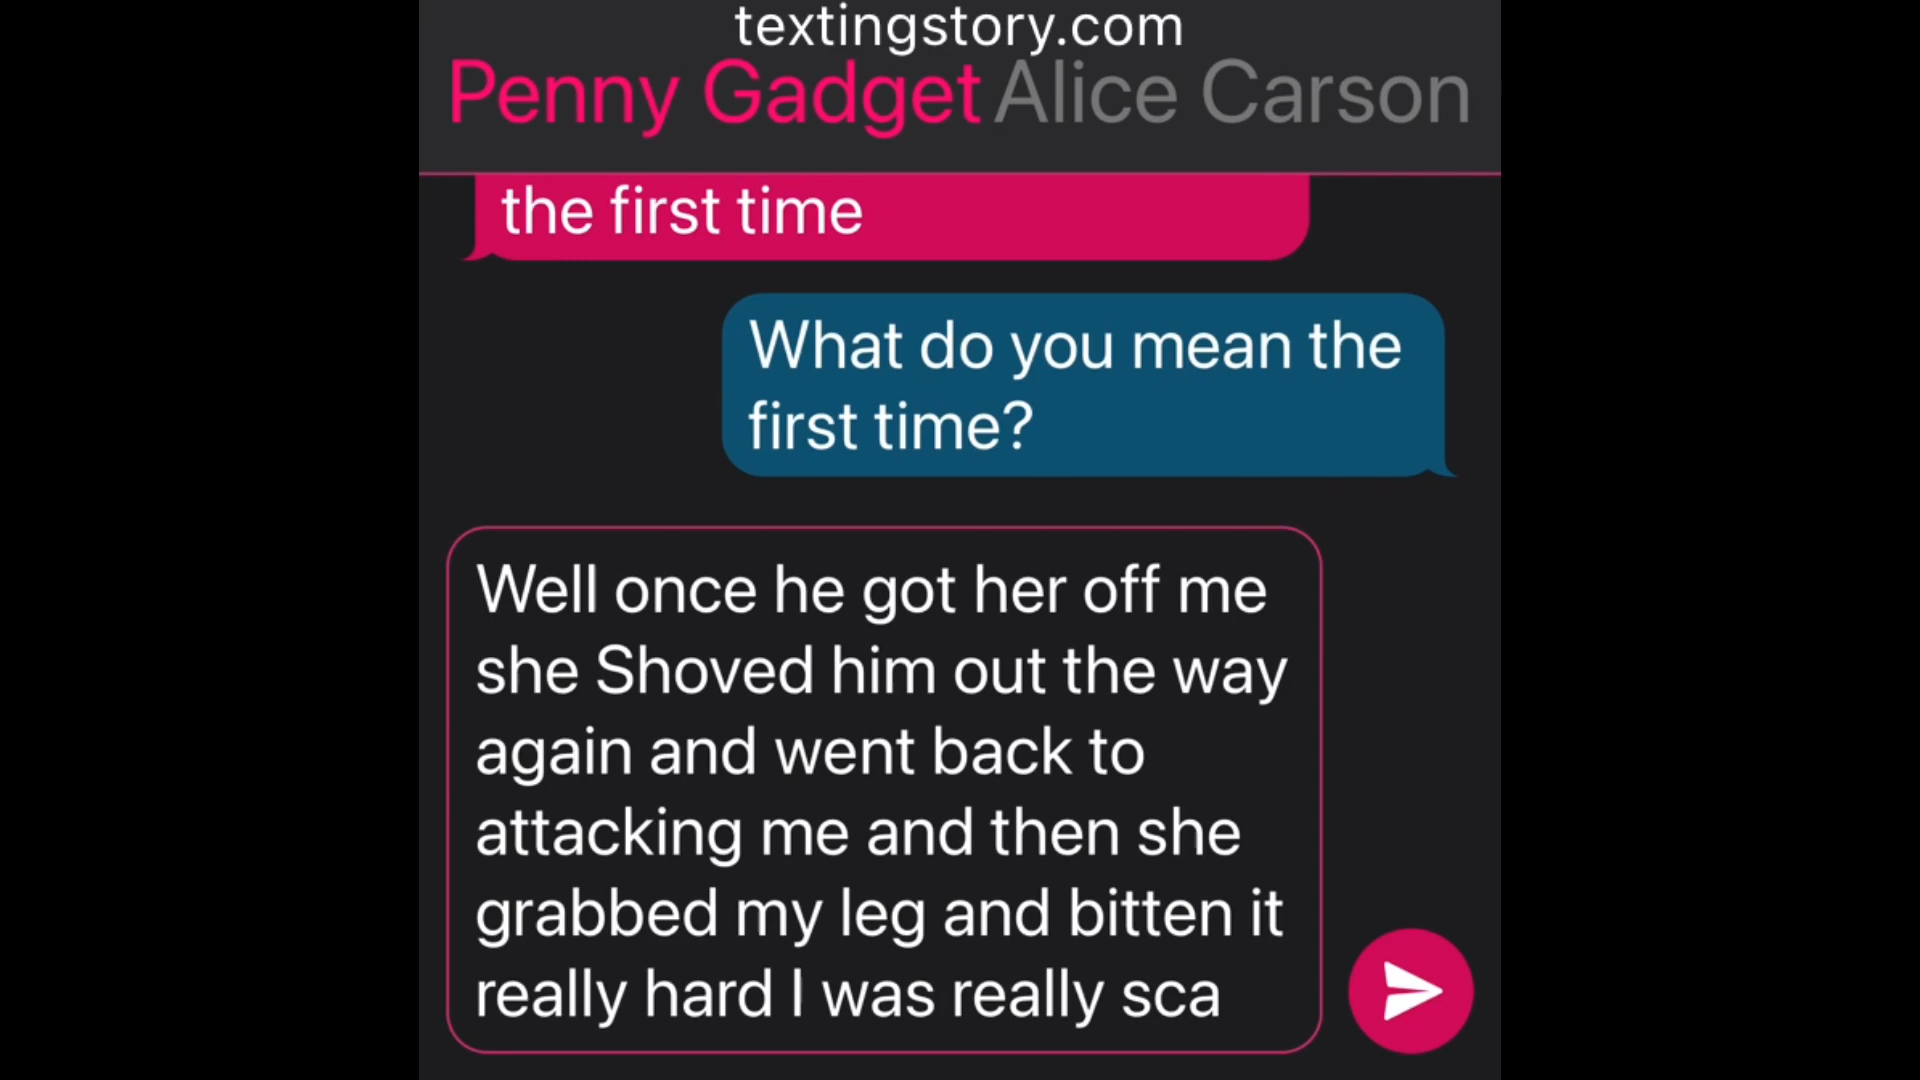 textingstory.com
Penny Gadget Alice Carson
the first time
What do you mean the
first time?
Well once he got her off me
she Shoved him out the way
again and went back to
attacking me and then she
grabbed my leg and bitten it
really hard I was really sca